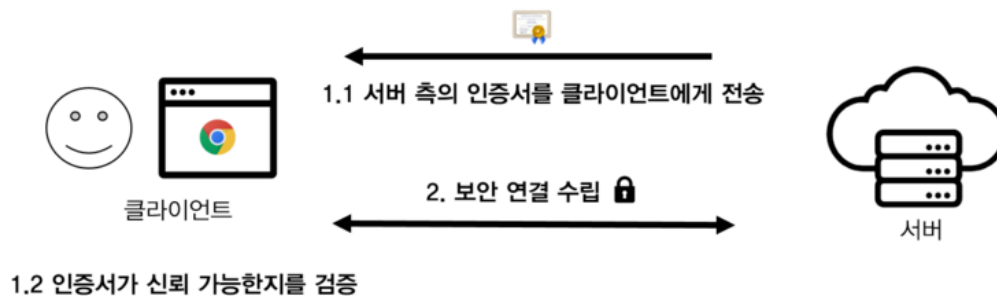 1.1 서버 측의 인증서를 클라이언트에게 전송
2. 보안 연결 수립
클라이언트
서버
1.2 인증서가 신뢰 가능한지를 검증